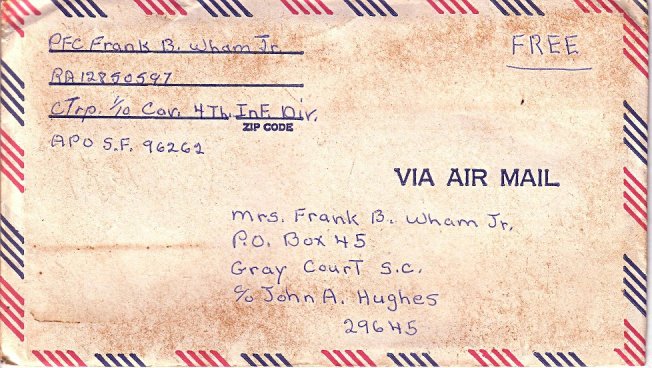 PFC Frank B. Wham Jr.
FREE
RA12850597
C Trp. 1/10 Cav. 4Th. InF. Div.
ZIP CODE
APO S.F. 96262
VIA AIR MAIL
Mrs. Frank B. Wham Jr.
P.O. Box 45
Gray CourT S.C.
c/o John A. Hughes
29645